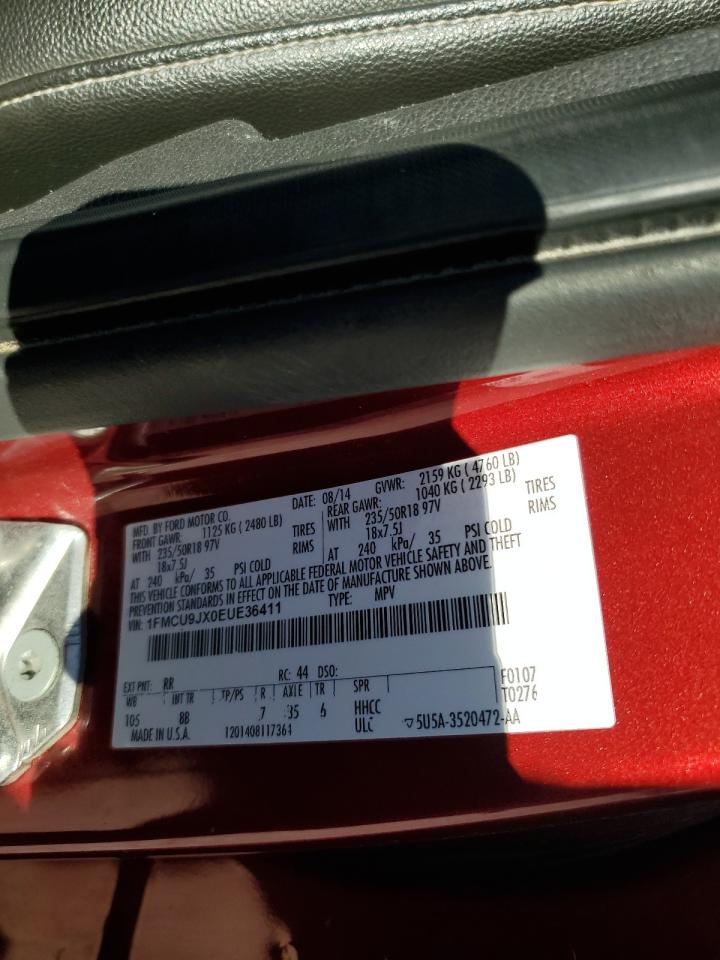 MFD. BY FORD MOTOR CO.
DATE: 08/14 GVWR: 2159 KG ( 4760 LB)
FRONT GAWR: 1125 KG ( 2480 LB) REAR GAWR: 1040 KG ( 2293 LB)
WITH 235/50R18 97V TIRES WITH 235/50R18 97V TIRES
18x7.5J RIMS 18x7.5J RIMS
AT 240 kPa/ 35 PSI COLD AT 240 kPa/ 35 PSI COLD
THIS VEHICLE CONFORMS TO ALL APPLICABLE FEDERAL MOTOR VEHICLE SAFETY AND THEFT
PREVENTION STANDARDS IN EFFECT ON THE DATE OF MANUFACTURE SHOWN ABOVE.
VIN: 1FMCU9JX0EUE36411 TYPE: MPV
EXT PNT: RR RC: 44 DSO: F0107
WB INT TR TP/PS R AXLE TR SPR T0276
105 8B 7 35 6 HHCC
MADE IN U.S.A. 1201408117364 ULC ▽5U5A-3520472-AA